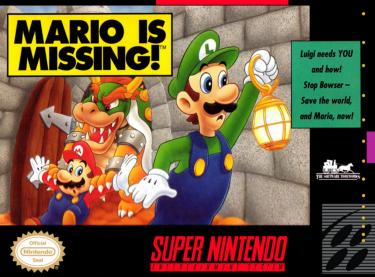 MARIO IS
MISSING!™
Luigi needs YOU
and how!
Stop Bowser –
Save the world,
and Mario, now!
THE SOFTWARE TOOLWORKS
Official
Nintendo
Seal
SUPER NINTENDO
ENTERTAINMENT SYSTEM